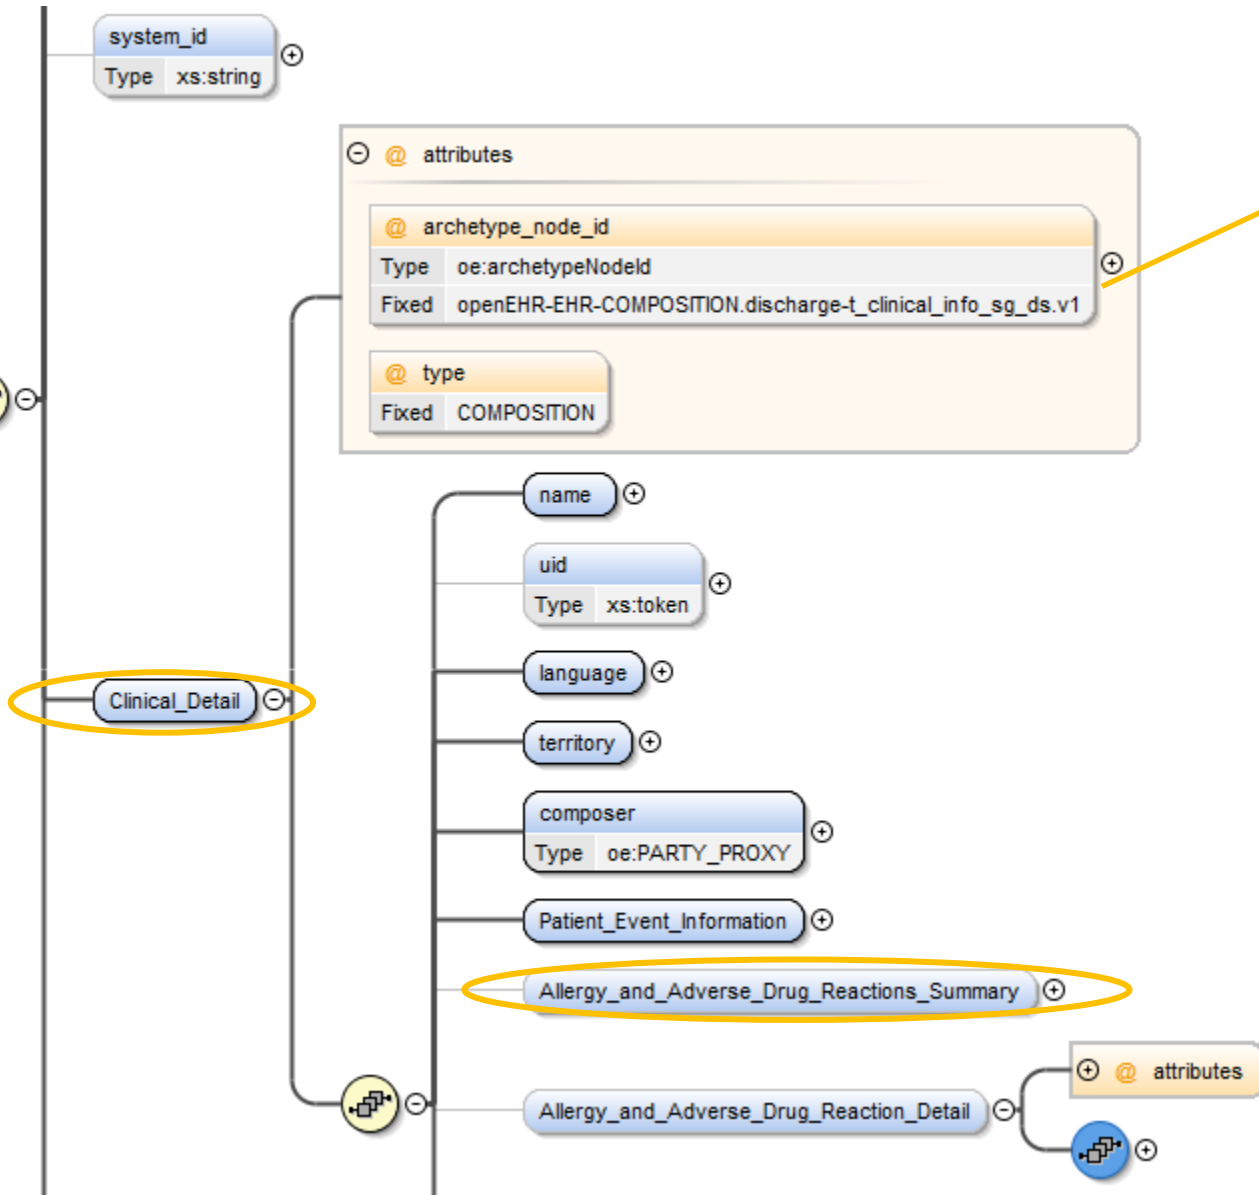 system_id
Type xs:string
@ attributes
@ archetype_node_id
Type oe:archetypeNodeId
Fixed openEHR-EHR-COMPOSITION.discharge-t_clinical_info_sg_ds.v1
@ type
Fixed COMPOSITION
name
uid
Type xs:token
language
Clinical_Detail
territory
composer
Type oe:PARTY_PROXY
Patient_Event_Information
Allergy_and_Adverse_Drug_Reactions_Summary
@ attributes
Allergy_and_Adverse_Drug_Reaction_Detail